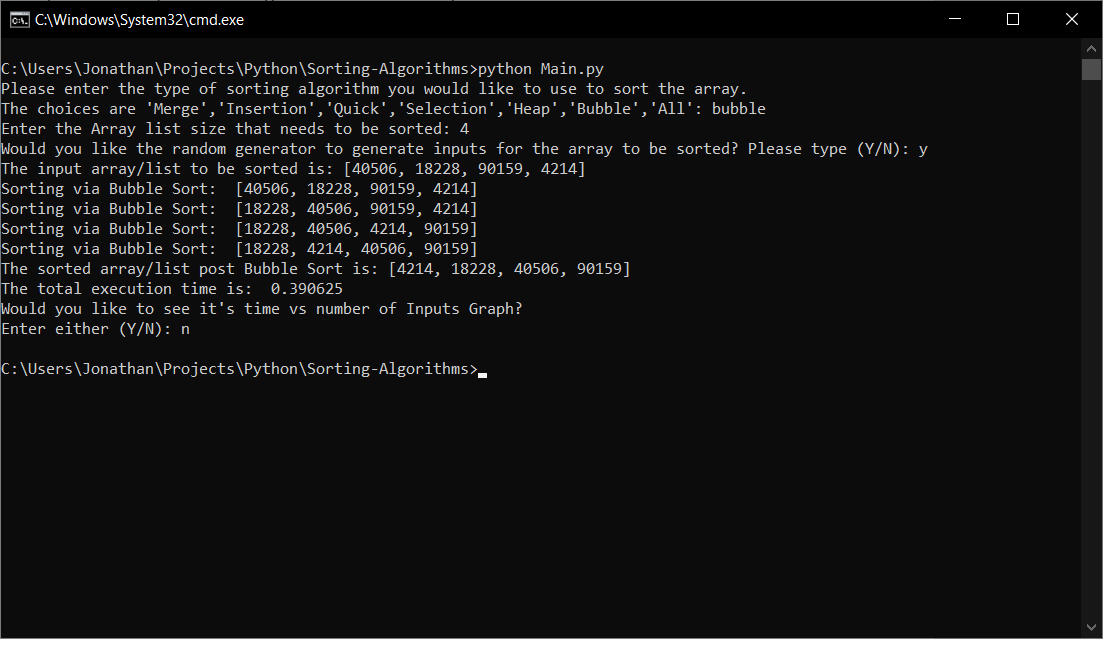 C:\Windows\System32\cmd.exe
C:\Users\Jonathan\Projects\Python\Sorting-Algorithms>python Main.py
Please enter the type of sorting algorithm you would like to use to sort the array.
The choices are 'Merge','Insertion','Quick','Selection','Heap','Bubble','All': bubble
Enter the Array list size that needs to be sorted: 4
Would you like the random generator to generate inputs for the array to be sorted? Please type (Y/N): y
The input array/list to be sorted is: [40506, 18228, 90159, 4214]
Sorting via Bubble Sort:  [40506, 18228, 90159, 4214]
Sorting via Bubble Sort:  [18228, 40506, 90159, 4214]
Sorting via Bubble Sort:  [18228, 40506, 4214, 90159]
Sorting via Bubble Sort:  [18228, 4214, 40506, 90159]
The sorted array/list post Bubble Sort is: [4214, 18228, 40506, 90159]
The total execution time is:  0.390625
Would you like to see it's time vs number of Inputs Graph?
Enter either (Y/N): n
C:\Users\Jonathan\Projects\Python\Sorting-Algorithms>